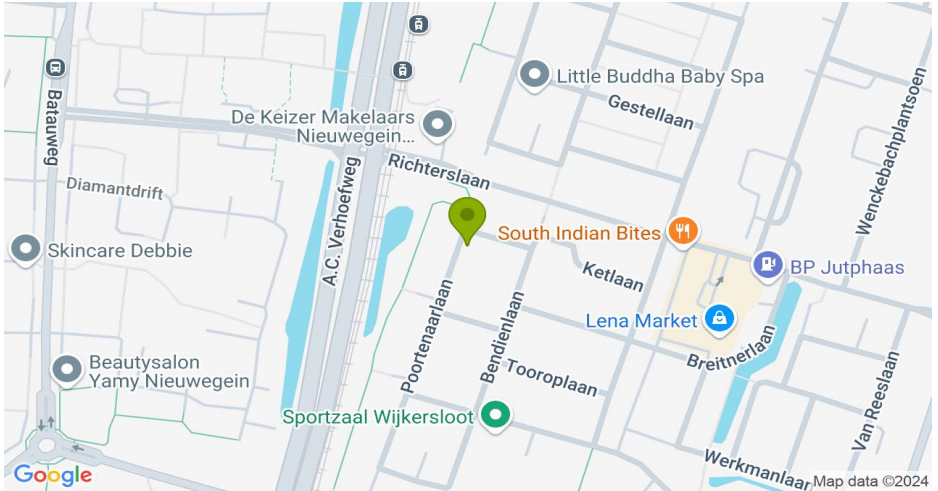 Little Buddha Baby Spa
Gestellaan
De Keizer Makelaars
Nieuwegein...
Batauweg
Wenckebachplantsoen
Richterslaan
Diamantdrift
A.C. Verhoefweg
South Indian Bites
Skincare Debbie
Ketlaan
BP Jutphaas
Lena Market
Poortenaarlaan
Bendienlaan
Breitnerlaan
Beautysalon
Yamy Nieuwegein
Tooroplaan
Van Reeslaan
Sportzaal Wijkersloot
Werkmanlaan
Google
Map data ©2024